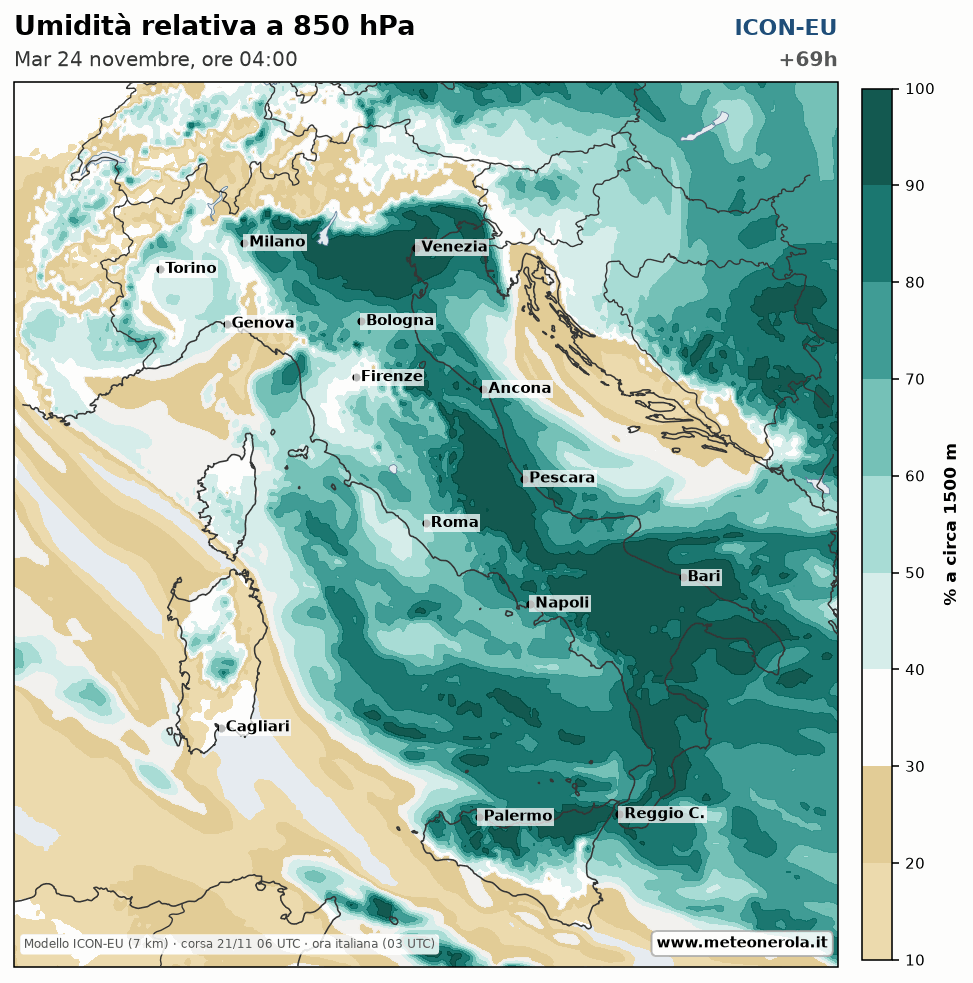 Umidità relativa a 850 hPa
ICON-EU
Mar 24 novembre, ore 04:00
+69h
100
90
80
70
60
50
40
30
20
10
% a circa 1500 m
Milano
Venezia
Torino
Genova
Bologna
Firenze
Ancona
Pescara
Roma
Bari
Napoli
Cagliari
Palermo
Reggio C.
Modello ICON-EU (7 km) · corsa 21/11 06 UTC · ora italiana (03 UTC)
www.meteonerola.it